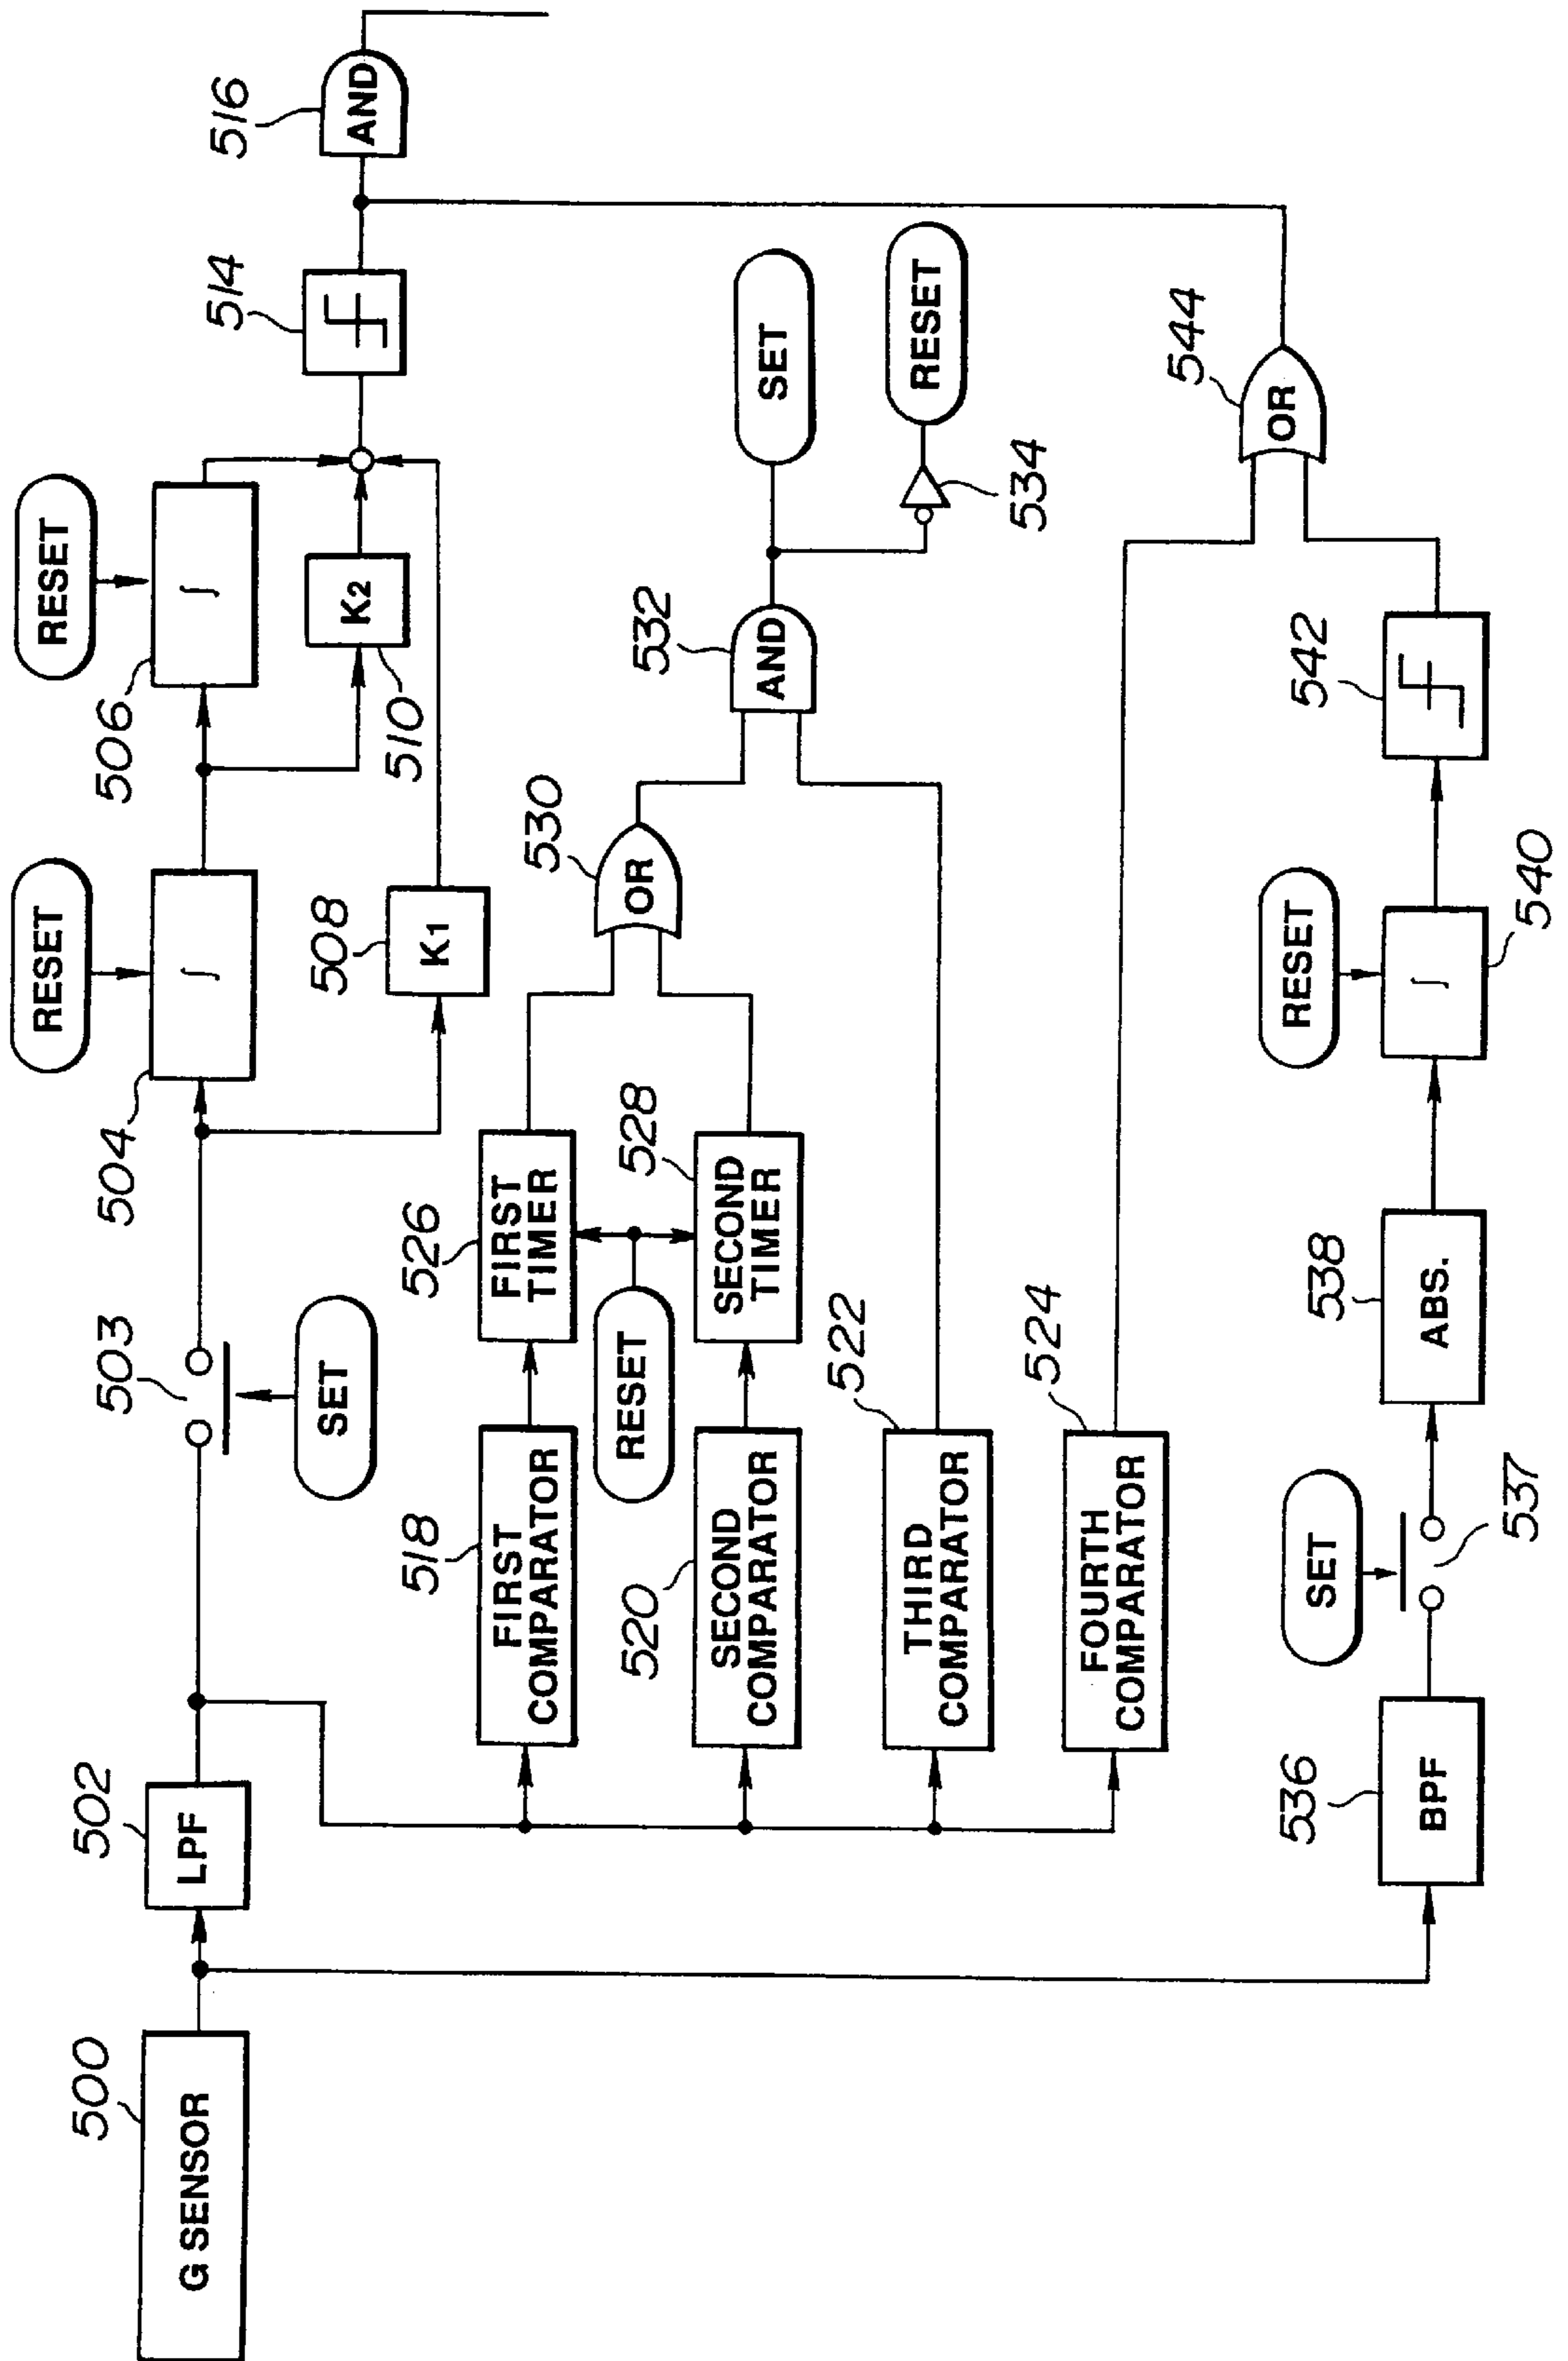 500
G SENSOR
502
LPF
503
SET
504
∫
RESET
506
∫
RESET
508
K1
510
K2
514
516
AND
518
FIRST
COMPARATOR
520
SECOND
COMPARATOR
522
THIRD
COMPARATOR
524
FOURTH
COMPARATOR
526
FIRST
TIMER
528
SECOND
TIMER
RESET
530
OR
532
AND
SET
534
RESET
536
BPF
537
SET
538
ABS.
540
∫
RESET
542
544
OR